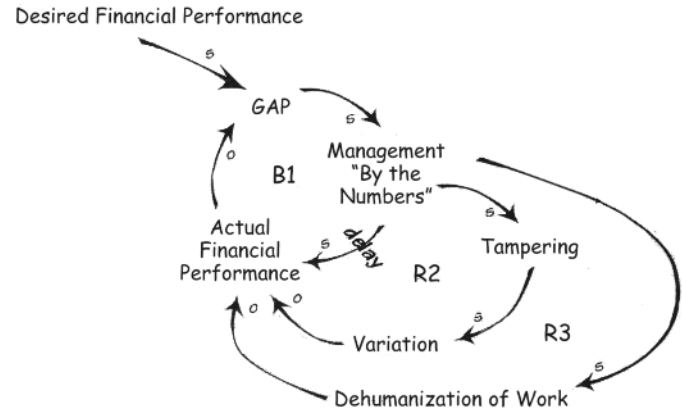 Desired Financial Performance
s
GAP
s
o
Management
"By the
Numbers"
B1
s
Actual
Financial
Performance
s
delay
Tampering
R2
o
s
o
Variation
R3
s
Dehumanization of Work